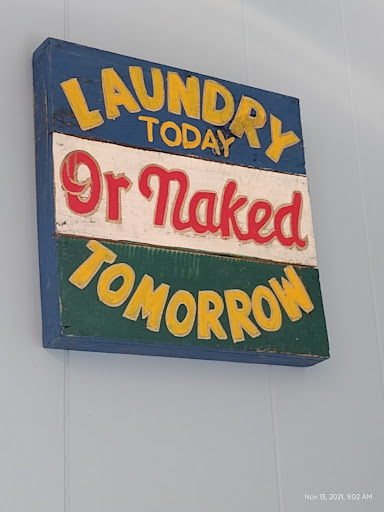 LAUNDRY
TODAY
Or Naked
TOMORROW
Nov 13, 2021, 9:02 AM